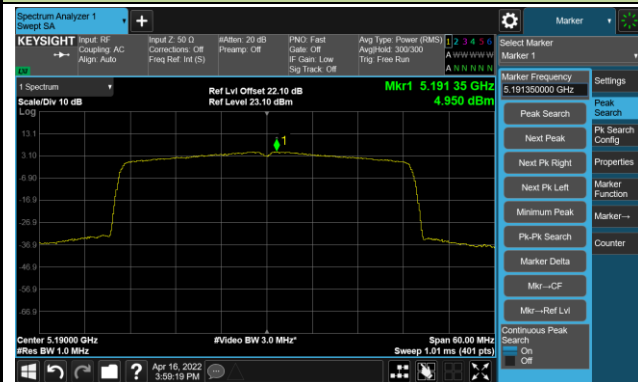 Spectrum Analyzer 1
Swept SA
Marker
KEYSIGHT
Input: RF
Coupling: AC
Align: Auto
Input Z: 50 Ω
Corrections: Off
Freq Ref: Int (S)
#Atten: 20 dB
Preamp: Off
PNO: Fast
Gate: Off
IF Gain: Low
Sig Track: Off
Avg Type: Power (RMS)
Avg|Hold: 300/300
Trig: Free Run
1 2 3 4 5 6
A W W W W W
A N N N N N
LXI
Select Marker
Marker 1
1 Spectrum
Scale/Div 10 dB
Log
Ref Lvl Offset 22.10 dB
Ref Level 23.10 dBm
Mkr1 5.191 35 GHz
4.950 dBm
1
13.1
3.10
-6.90
-16.9
-26.9
-36.9
-46.9
-56.9
-66.9
Center 5.19000 GHz
#Res BW 1.0 MHz
#Video BW 3.0 MHz*
Span 60.00 MHz
Sweep 1.01 ms (401 pts)
Marker Frequency
5.191350000 GHz
Peak Search
Next Peak
Next Pk Right
Next Pk Left
Minimum Peak
Pk-Pk Search
Marker Delta
Mkr→CF
Mkr→Ref Lvl
Continuous Peak
Search
On
Off
Settings
Peak
Search
Pk Search
Config
Properties
Marker
Function
Marker→
Counter
Apr 16, 2022
3:59:19 PM